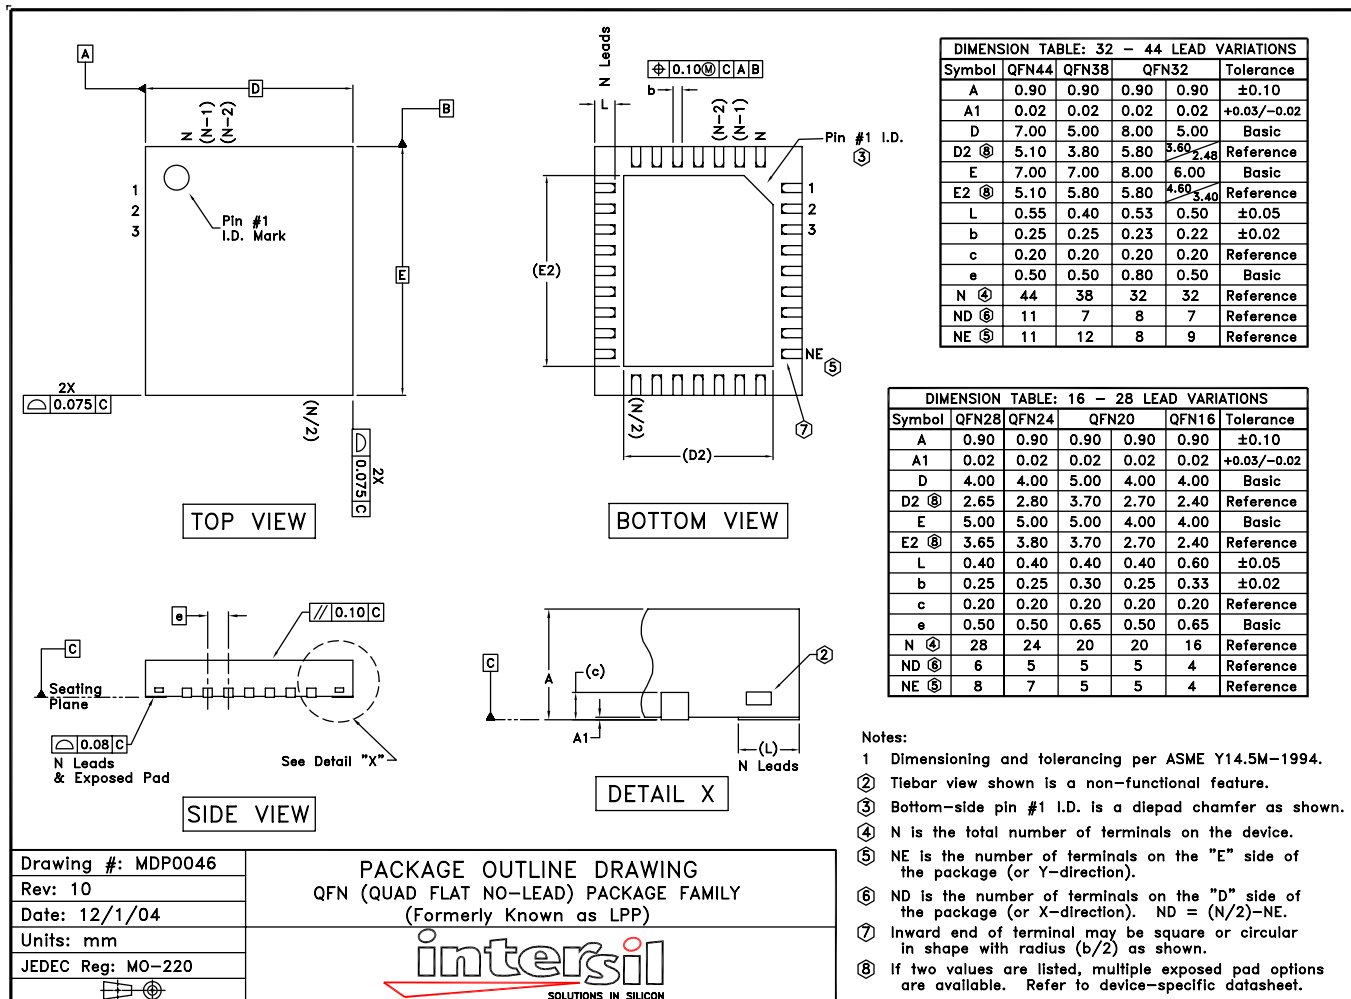 A
D
B
N
(N-1)
(N-2)
1
2
3
Pin #1
I.D. Mark
E
2X
⌓ 0.075 C
(N/2)
⌓ 0.075 C
2X
TOP VIEW
N Leads
L
⌖ 0.10Ⓜ C A B
b
(N-2)
(N-1)
N
Pin #1 I.D.
3
1
2
3
(E2)
NE
5
(N/2)
7
(D2)
BOTTOM VIEW
e
// 0.10 C
C
Seating
Plane
⌓ 0.08 C
N Leads
& Exposed Pad
See Detail "X"
SIDE VIEW
C
A
(c)
2
A1
(L)
N Leads
DETAIL X
DIMENSION TABLE: 32 - 44 LEAD VARIATIONS
Symbol QFN44 QFN38 QFN32 Tolerance
A 0.90 0.90 0.90 0.90 ±0.10
A1 0.02 0.02 0.02 0.02 +0.03/-0.02
D 7.00 5.00 8.00 5.00 Basic
D2 ⑧ 5.10 3.80 5.80 3.60/2.48 Reference
E 7.00 7.00 8.00 6.00 Basic
E2 ⑧ 5.10 5.80 5.80 4.60/3.40 Reference
L 0.55 0.40 0.53 0.50 ±0.05
b 0.25 0.25 0.23 0.22 ±0.02
c 0.20 0.20 0.20 0.20 Reference
e 0.50 0.50 0.80 0.50 Basic
N ④ 44 38 32 32 Reference
ND ⑥ 11 7 8 7 Reference
NE ⑤ 11 12 8 9 Reference
DIMENSION TABLE: 16 - 28 LEAD VARIATIONS
Symbol QFN28 QFN24 QFN20 QFN16 Tolerance
A 0.90 0.90 0.90 0.90 0.90 ±0.10
A1 0.02 0.02 0.02 0.02 0.02 +0.03/-0.02
D 4.00 4.00 5.00 4.00 4.00 Basic
D2 ⑧ 2.65 2.80 3.70 2.70 2.40 Reference
E 5.00 5.00 5.00 4.00 4.00 Basic
E2 ⑧ 3.65 3.80 3.70 2.70 2.40 Reference
L 0.40 0.40 0.40 0.40 0.60 ±0.05
b 0.25 0.25 0.30 0.25 0.33 ±0.02
c 0.20 0.20 0.20 0.20 0.20 Reference
e 0.50 0.50 0.65 0.50 0.65 Basic
N ④ 28 24 20 20 16 Reference
ND ⑥ 6 5 5 5 4 Reference
NE ⑤ 8 7 5 5 4 Reference
Notes:
1 Dimensioning and tolerancing per ASME Y14.5M-1994.
② Tiebar view shown is a non-functional feature.
③ Bottom-side pin #1 I.D. is a diepad chamfer as shown.
④ N is the total number of terminals on the device.
⑤ NE is the number of terminals on the "E" side of
the package (or Y-direction).
⑥ ND is the number of terminals on the "D" side of
the package (or X-direction). ND = (N/2)-NE.
⑦ Inward end of terminal may be square or circular
in shape with radius (b/2) as shown.
⑧ If two values are listed, multiple exposed pad options
are available. Refer to device-specific datasheet.
Drawing #: MDP0046
Rev: 10
Date: 12/1/04
Units: mm
JEDEC Reg: MO-220
PACKAGE OUTLINE DRAWING
QFN (QUAD FLAT NO-LEAD) PACKAGE FAMILY
(Formerly Known as LPP)
intersil
SOLUTIONS IN SILICON